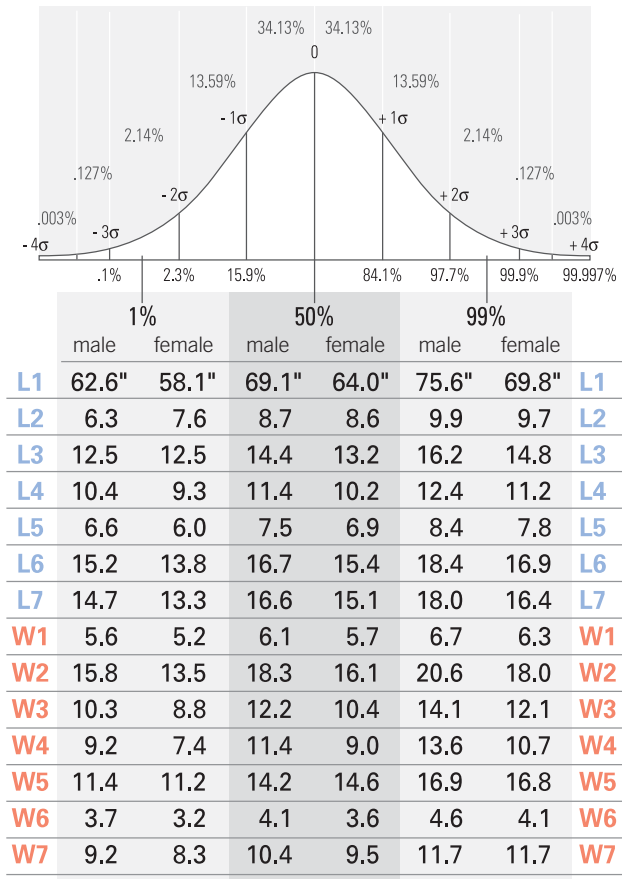 34.13% 34.13%
0
13.59% 13.59%
- 1σ + 1σ
2.14% 2.14%
.127% .127%
- 2σ + 2σ
.003% .003%
- 3σ + 3σ
- 4σ + 4σ
.1% 2.3% 15.9% 84.1% 97.7% 99.9% 99.997%
1% 50% 99%
male female male female male female
L1 62.6" 58.1" 69.1" 64.0" 75.6" 69.8" L1
L2 6.3 7.6 8.7 8.6 9.9 9.7 L2
L3 12.5 12.5 14.4 13.2 16.2 14.8 L3
L4 10.4 9.3 11.4 10.2 12.4 11.2 L4
L5 6.6 6.0 7.5 6.9 8.4 7.8 L5
L6 15.2 13.8 16.7 15.4 18.4 16.9 L6
L7 14.7 13.3 16.6 15.1 18.0 16.4 L7
W1 5.6 5.2 6.1 5.7 6.7 6.3 W1
W2 15.8 13.5 18.3 16.1 20.6 18.0 W2
W3 10.3 8.8 12.2 10.4 14.1 12.1 W3
W4 9.2 7.4 11.4 9.0 13.6 10.7 W4
W5 11.4 11.2 14.2 14.6 16.9 16.8 W5
W6 3.7 3.2 4.1 3.6 4.6 4.1 W6
W7 9.2 8.3 10.4 9.5 11.7 11.7 W7